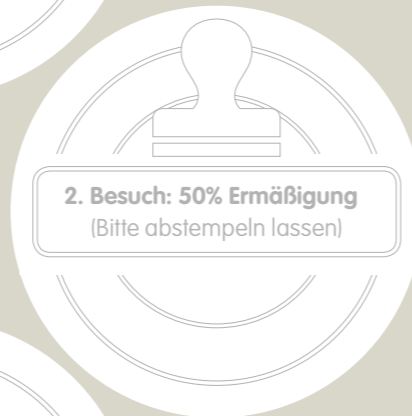 2. Besuch: 50% Ermäßigung
(Bitte abstempeln lassen)